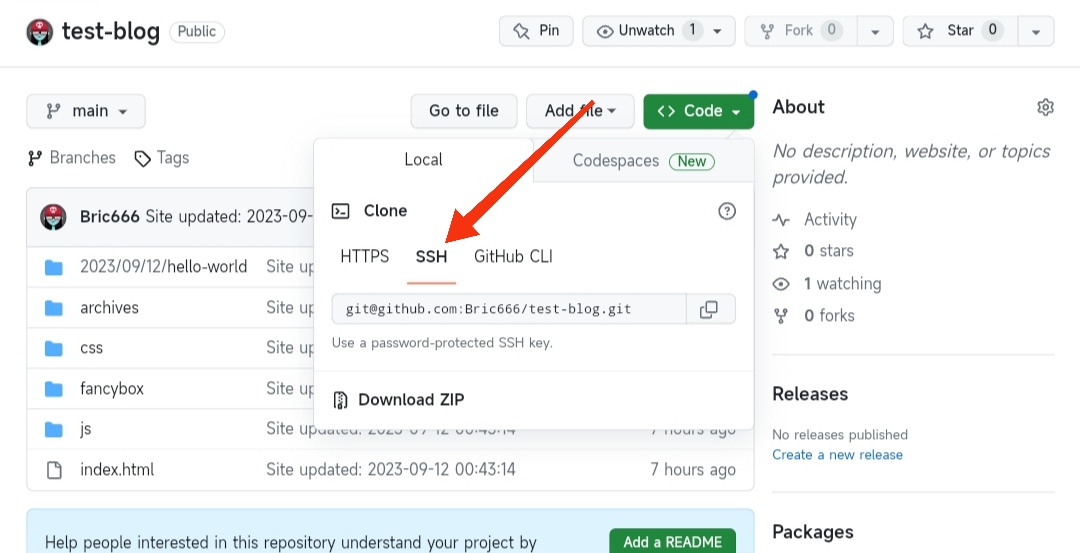 test-blog Public Pin Unwatch 1 Fork 0 Star 0
main Go to file Add file Code
Branches Tags
Local Codespaces New
Clone
HTTPS SSH GitHub CLI
git@github.com:Bric666/test-blog.git
Use a password-protected SSH key.
Download ZIP
Bric666 Site updated: 2023-09-
2023/09/12/hello-world Site up
archives Site up
css Site up
fancybox Site up
js Site updated: 2023-09-12 00:43:14 7 hours ago
index.html Site updated: 2023-09-12 00:43:14 7 hours ago
Help people interested in this repository understand your project by Add a README
About
No description, website, or topics
provided.
Activity
0 stars
1 watching
0 forks
Releases
No releases published
Create a new release
Packages